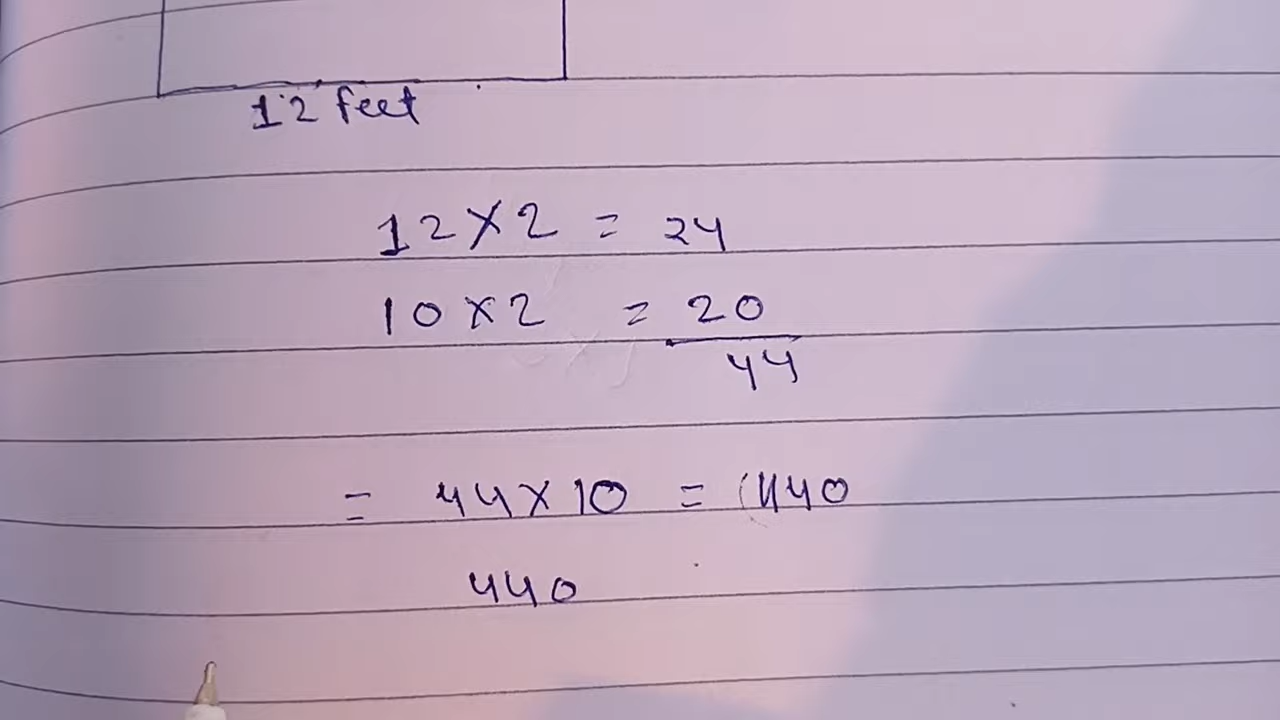 12 feet
12 × 2 = 24
10 × 2 = 20
44
= 44 × 10 = 440
440